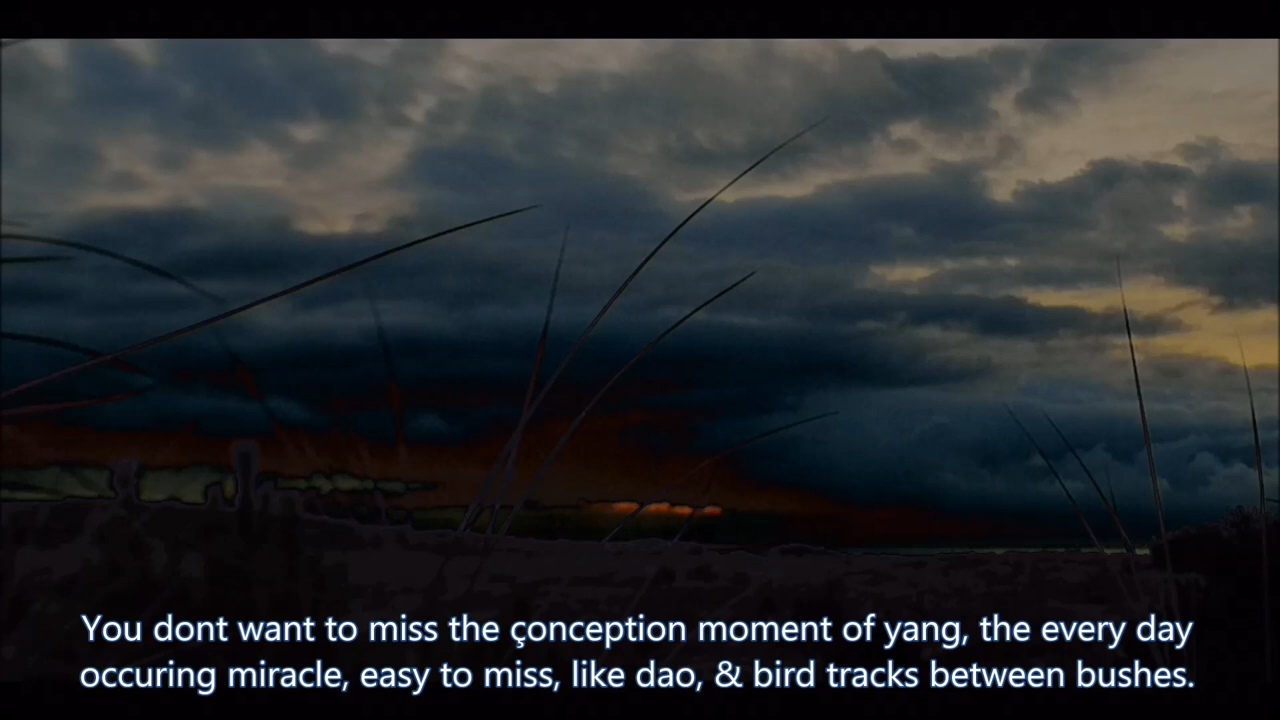 You dont want to miss the çonception moment of yang, the every day
occuring miracle, easy to miss, like dao, & bird tracks between bushes.